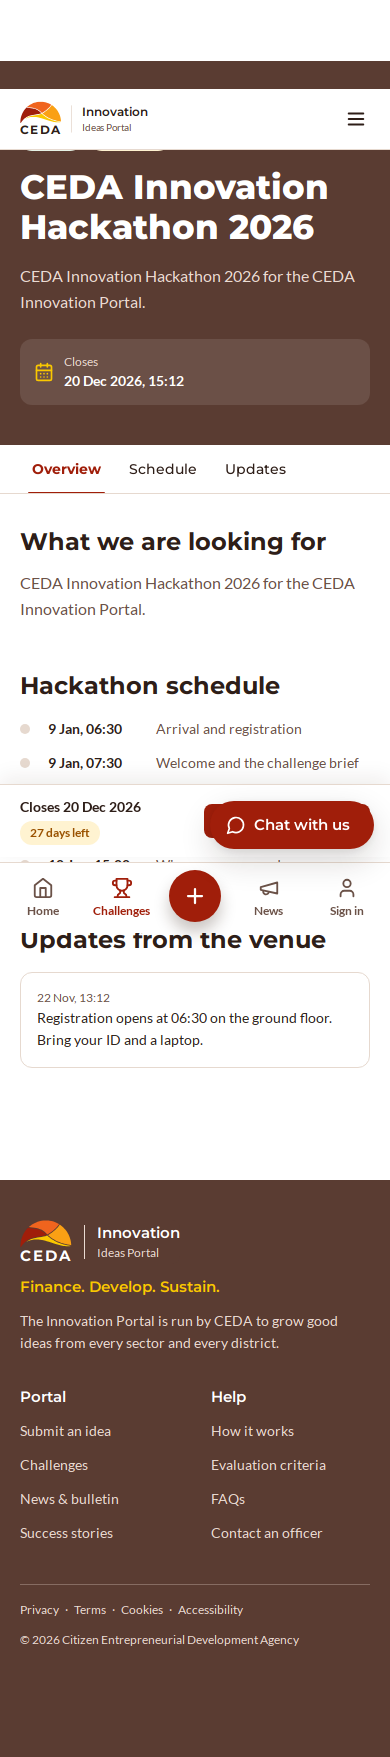 CEDA
Innovation
Ideas Portal
CEDA Innovation
Hackathon 2026
CEDA Innovation Hackathon 2026 for the CEDA
Innovation Portal.
Closes
20 Dec 2026, 15:12
Overview Schedule Updates
What we are looking for
CEDA Innovation Hackathon 2026 for the CEDA
Innovation Portal.
Hackathon schedule
9 Jan, 06:30 Arrival and registration
9 Jan, 07:30 Welcome and the challenge brief
Closes 20 Dec 2026
27 days left
Chat with us
Home Challenges News Sign in
Updates from the venue
22 Nov, 13:12
Registration opens at 06:30 on the ground floor.
Bring your ID and a laptop.
CEDA
Innovation
Ideas Portal
Finance. Develop. Sustain.
The Innovation Portal is run by CEDA to grow good
ideas from every sector and every district.
Portal Help
Submit an idea How it works
Challenges Evaluation criteria
News & bulletin FAQs
Success stories Contact an officer
Privacy · Terms · Cookies · Accessibility
© 2026 Citizen Entrepreneurial Development Agency